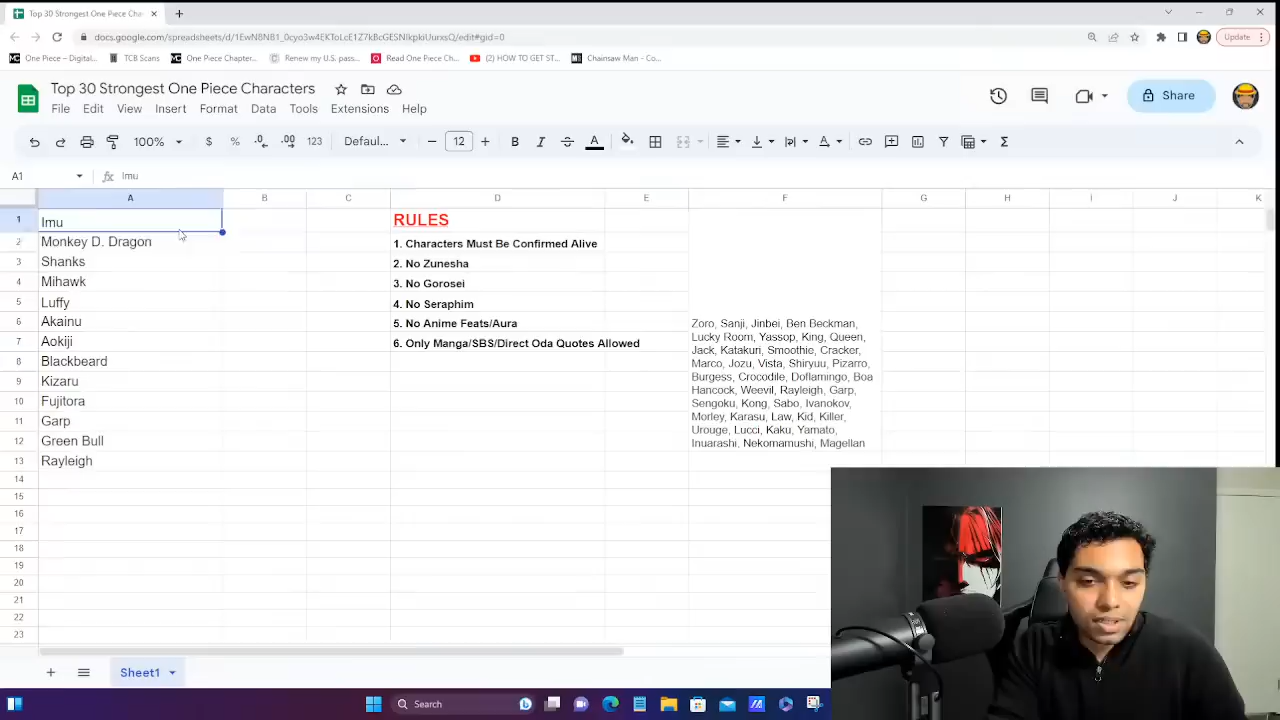 Top 30 Strongest One Piece Char
docs.google.com/spreadsheets/d/
Update
One Piece – Digital...
TCB Scans
One Piece Chapter...
Renew my U.S. pass...
Read One Piece Ch...
(2) HOW TO GET ST...
Chainsaw Man - Co...
Top 30 Strongest One Piece Characters
File Edit View Insert Format Data Tools Extensions Help
Share
100% $ % .0 .00 123 Defaul... 12 B I A
A1 fx Imu
A B C D E F G H I J K
1 Imu RULES
2 Monkey D. Dragon 1. Characters Must Be Confirmed Alive
3 Shanks 2. No Zunesha
4 Mihawk 3. No Gorosei
5 Luffy 4. No Seraphim
6 Akainu 5. No Anime Feats/Aura
7 Aokiji 6. Only Manga/SBS/Direct Oda Quotes Allowed
Zoro, Sanji, Jinbei, Ben Beckman,
Lucky Room, Yassop, King, Queen,
Jack, Katakuri, Smoothie, Cracker,
Marco, Jozu, Vista, Shiryuu, Pizarro,
Burgess, Crocodile, Doflamingo, Boa
Hancock, Weevil, Rayleigh, Garp,
Sengoku, Kong, Sabo, Ivanokov,
Morley, Karasu, Law, Kid, Killer,
Urouge, Lucci, Kaku, Yamato,
Inuarashi, Nekomamushi, Magellan
8 Blackbeard
9 Kizaru
10 Fujitora
11 Garp
12 Green Bull
13 Rayleigh
14
15
16
17
18
19
20
21
22
23
Sheet1
Search